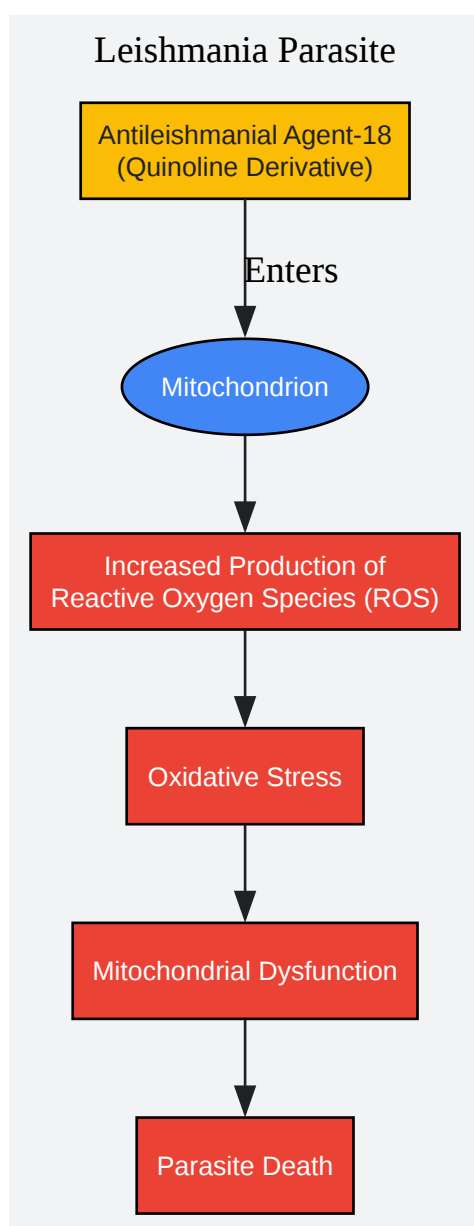 Leishmania Parasite
Antileishmanial Agent-18
(Quinoline Derivative)
Enters
Mitochondrion
Increased Production of
Reactive Oxygen Species (ROS)
Oxidative Stress
Mitochondrial Dysfunction
Parasite Death